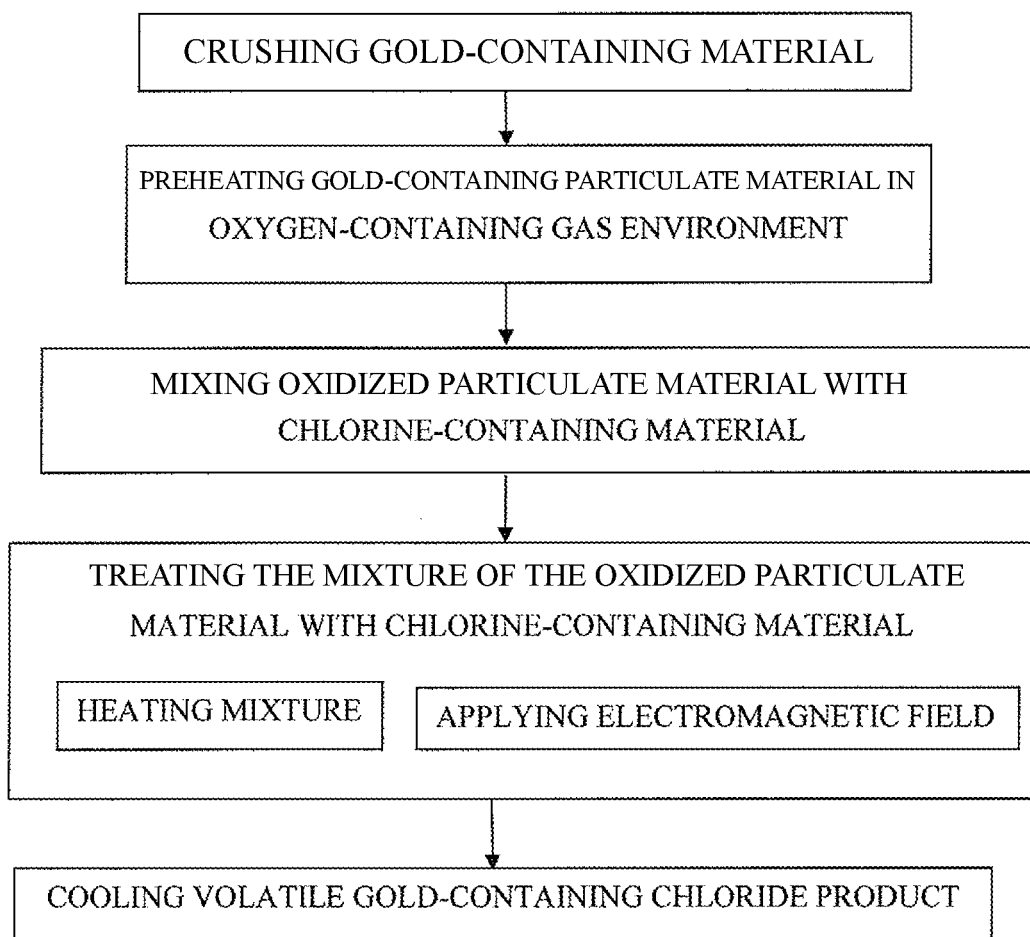 CRUSHING GOLD-CONTAINING MATERIAL
PREHEATING GOLD-CONTAINING PARTICULATE MATERIAL IN
OXYGEN-CONTAINING GAS ENVIRONMENT
MIXING OXIDIZED PARTICULATE MATERIAL WITH
CHLORINE-CONTAINING MATERIAL
TREATING THE MIXTURE OF THE OXIDIZED PARTICULATE
MATERIAL WITH CHLORINE-CONTAINING MATERIAL
HEATING MIXTURE
APPLYING ELECTROMAGNETIC FIELD
COOLING VOLATILE GOLD-CONTAINING CHLORIDE PRODUCT